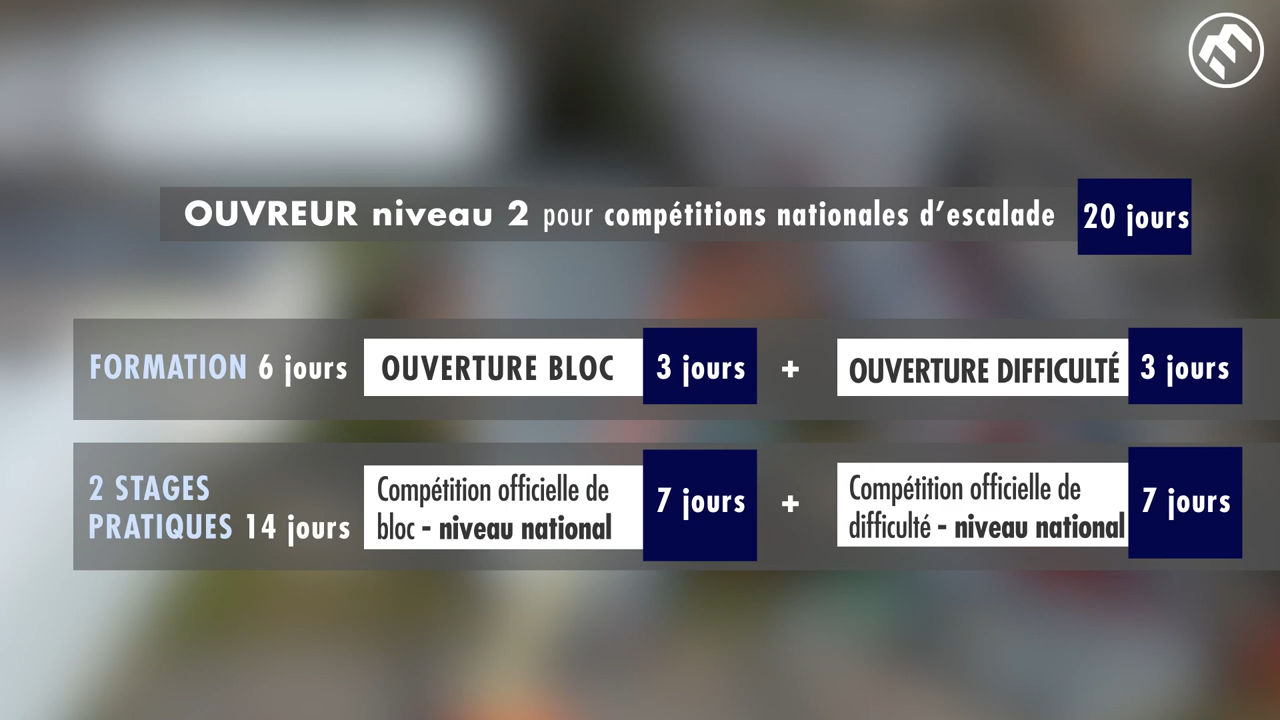 OUVREUR niveau 2 pour compétitions nationales d’escalade 20 jours
FORMATION 6 jours OUVERTURE BLOC 3 jours + OUVERTURE DIFFICULTÉ 3 jours
2 STAGES
PRATIQUES 14 jours
Compétition officielle de
bloc - niveau national
7 jours
+
Compétition officielle de
difficulté - niveau national
7 jours